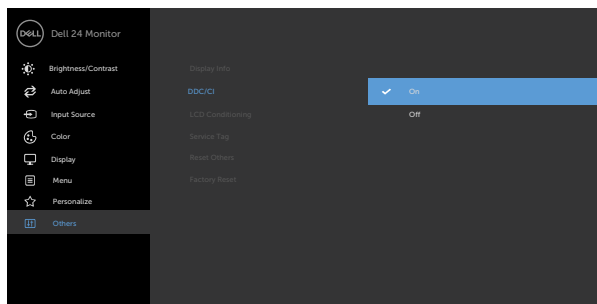 DELL Dell 24 Monitor
Brightness/Contrast
Auto Adjust
Input Source
Color
Display
Menu
Personalize
Others
Display Info
DDC/CI
LCD Conditioning
Service Tag
Reset Others
Factory Reset
On
Off